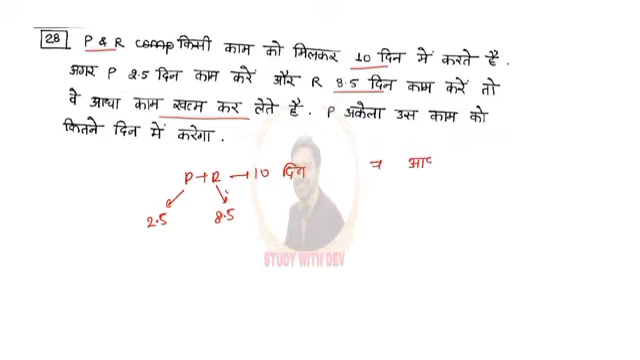 28 P & R comp किसी काम को मिलकर 10 दिन में करते है.
अगर P 2.5 दिन काम करें और R 8.5 दिन काम करें तो
वे आधा काम खत्म कर लेते है. P अकेला उस काम को
कितने दिन में करेगा.
P+R → 10 दिन → आ
2.5 8.5
STUDY WITH DEV